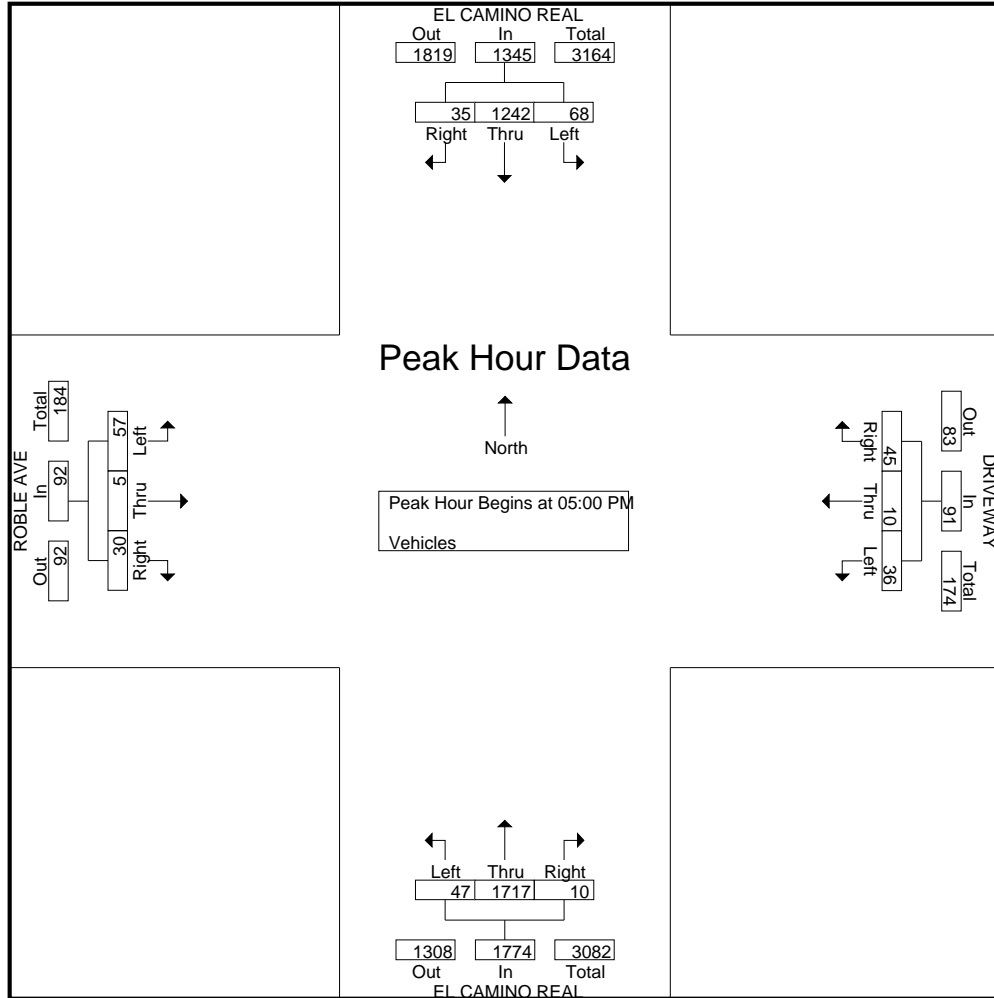 EL CAMINO REAL
Out In Total
1819 1345 3164
35 1242 68
Right Thru Left
Peak Hour Data
North
Peak Hour Begins at 05:00 PM
Vehicles
ROBLE AVE
Out In Total
92 92 184
30 5 57
Right Thru Left
DRIVEWAY
Out In Total
83 91 174
45 10 36
Right Thru Left
Left Thru Right
47 1717 10
1308 1774 3082
Out In Total
EL CAMINO REAL